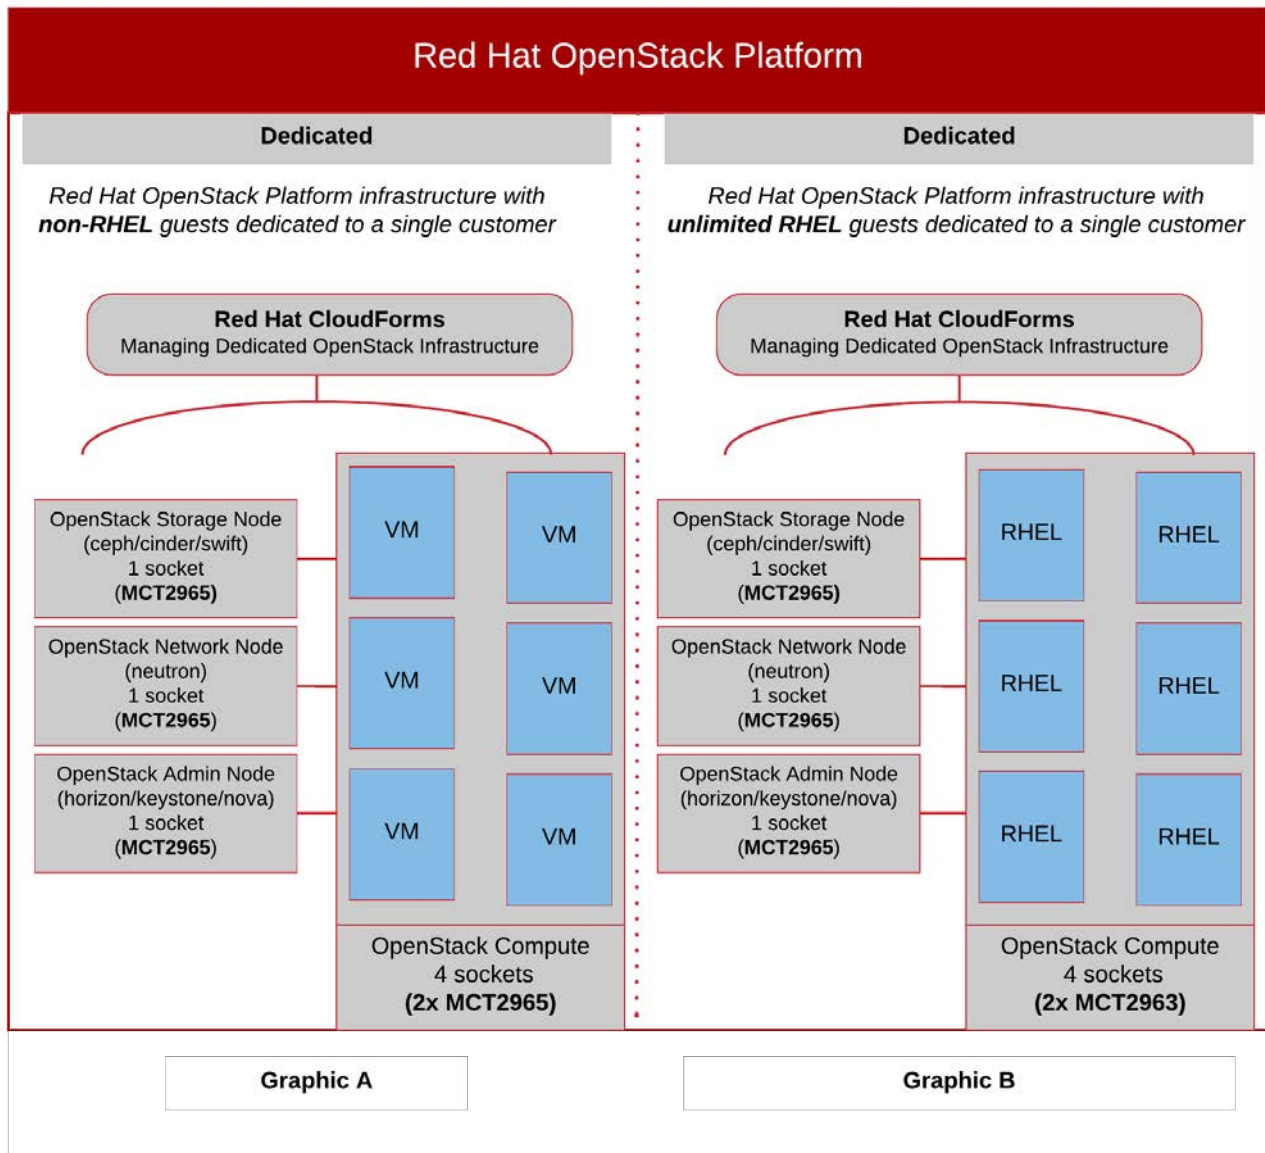 Red Hat OpenStack Platform
Dedicated
Red Hat OpenStack Platform infrastructure with
non-RHEL guests dedicated to a single customer
Red Hat CloudForms
Managing Dedicated OpenStack Infrastructure
OpenStack Storage Node
(ceph/cinder/swift)
1 socket
(MCT2965)
OpenStack Network Node
(neutron)
1 socket
(MCT2965)
OpenStack Admin Node
(horizon/keystone/nova)
1 socket
(MCT2965)
VM
VM
VM
VM
VM
VM
OpenStack Compute
4 sockets
(2x MCT2965)
Graphic A
Dedicated
Red Hat OpenStack Platform infrastructure with
unlimited RHEL guests dedicated to a single customer
Red Hat CloudForms
Managing Dedicated OpenStack Infrastructure
OpenStack Storage Node
(ceph/cinder/swift)
1 socket
(MCT2965)
OpenStack Network Node
(neutron)
1 socket
(MCT2965)
OpenStack Admin Node
(horizon/keystone/nova)
1 socket
(MCT2965)
RHEL
RHEL
RHEL
RHEL
RHEL
RHEL
OpenStack Compute
4 sockets
(2x MCT2963)
Graphic B